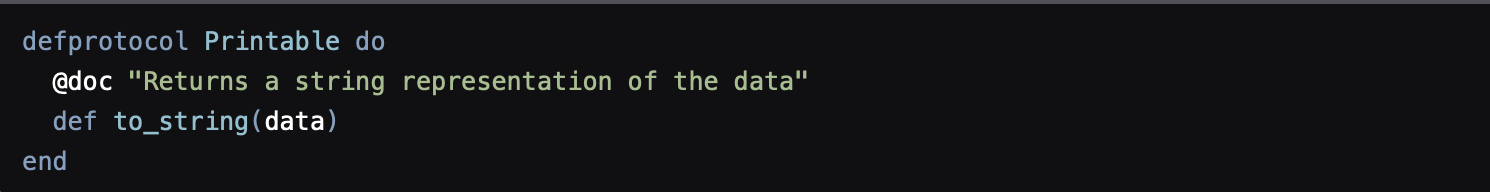 defprotocol Printable do
  @doc "Returns a string representation of the data"
  def to_string(data)
end